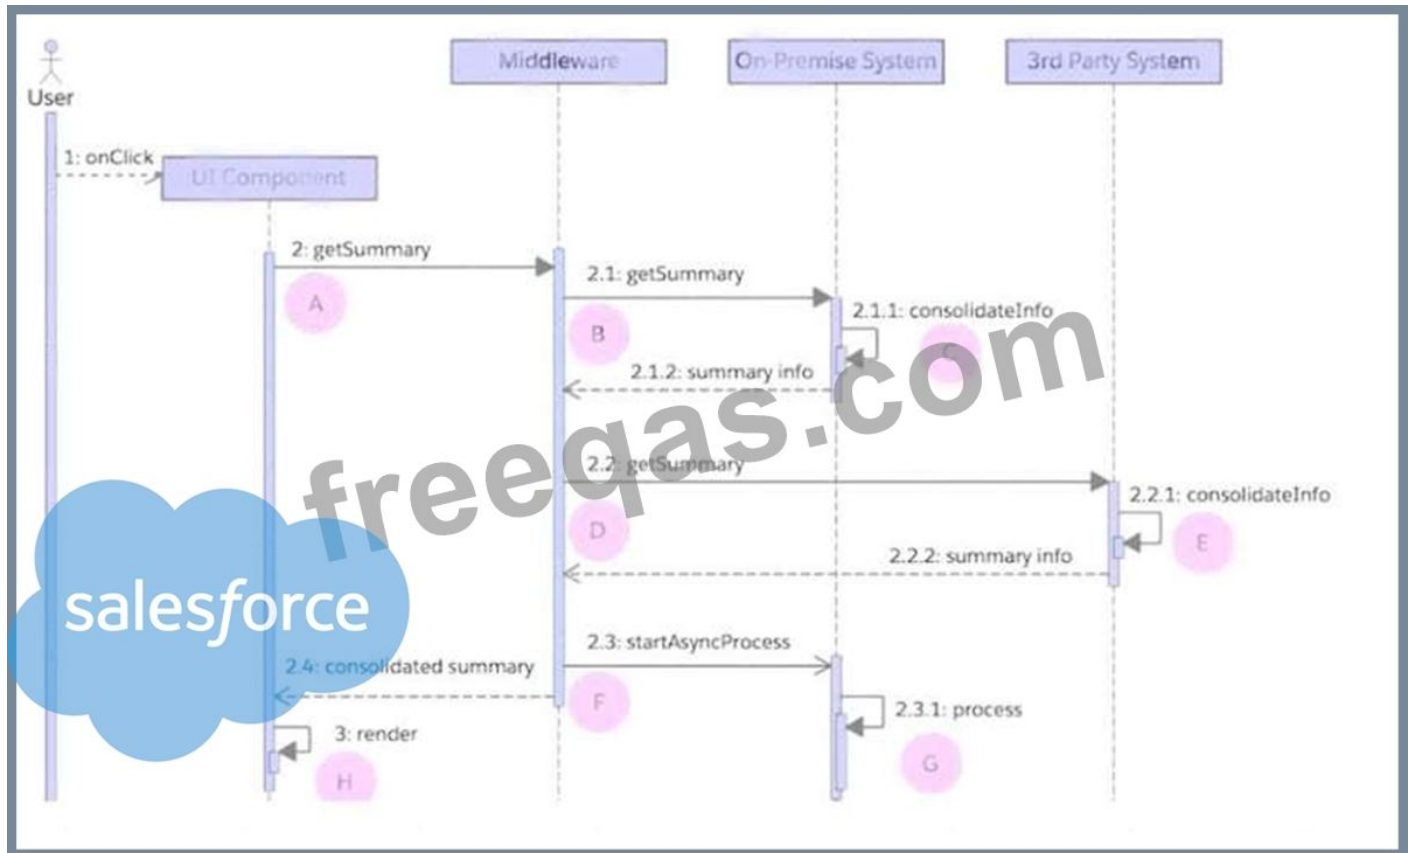 Middleware
On-Premise System
3rd Party System
User
1: onClick
UI Component
2: getSummary
A
2.1: getSummary
B
2.1.1: consolidateInfo
C
2.1.2: summary info
freeqas.com
2.2: getSummary
D
2.2.1: consolidateInfo
E
2.2.2: summary info
salesforce
2.3: startAsyncProcess
F
2.4: consolidated summary
2.3.1: process
G
3: render
H